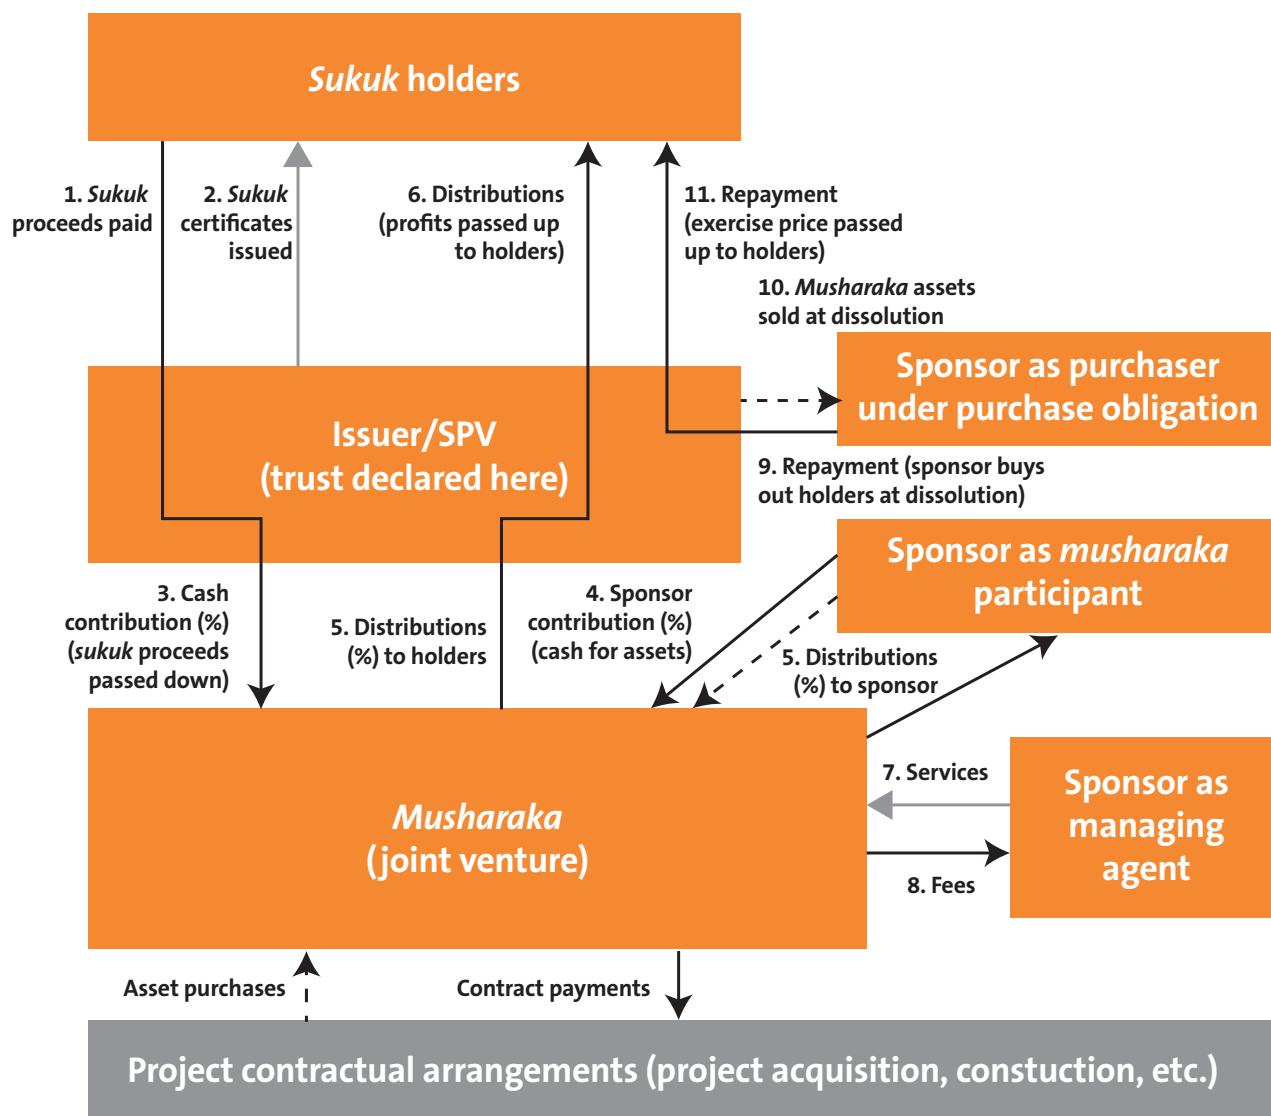 Sukuk holders
1. Sukuk
proceeds paid
2. Sukuk
certificates
issued
6. Distributions
(profits passed up
to holders)
11. Repayment
(exercise price passed
up to holders)
10. Musharaka assets
sold at dissolution
Sponsor as purchaser
under purchase obligation
Issuer/SPV
(trust declared here)
9. Repayment (sponsor buys
out holders at dissolution)
Sponsor as musharaka
participant
3. Cash
contribution (%)
(sukuk proceeds
passed down)
5. Distributions
(%) to holders
4. Sponsor
contribution (%)
(cash for assets)
5. Distributions
(%) to sponsor
7. Services
Sponsor as
managing
agent
Musharaka
(joint venture)
8. Fees
Asset purchases
Contract payments
Project contractual arrangements (project acquisition, constuction, etc.)